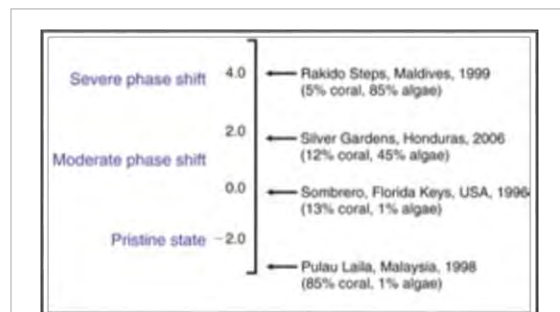 Severe phase shift
4.0
Rakido Steps, Maldives, 1999
(5% coral, 85% algae)
2.0
Silver Gardens, Honduras, 2006
(12% coral, 45% algae)
Moderate phase shift
0.0
Sombrero, Florida Keys, USA, 1996
(13% coral, 1% algae)
Pristine state
-2.0
Pulau Laila, Malaysia, 1998
(85% coral, 1% algae)